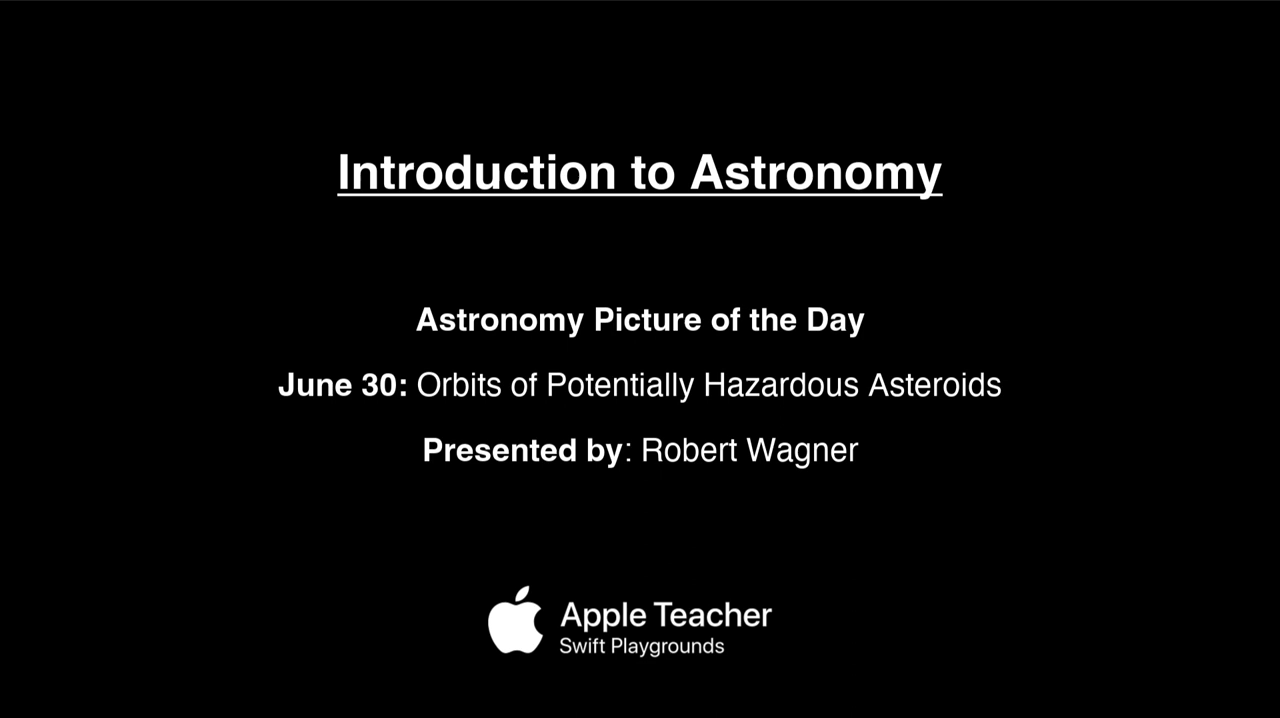 Introduction to Astronomy
Astronomy Picture of the Day
June 30: Orbits of Potentially Hazardous Asteroids
Presented by: Robert Wagner
Apple Teacher
Swift Playgrounds